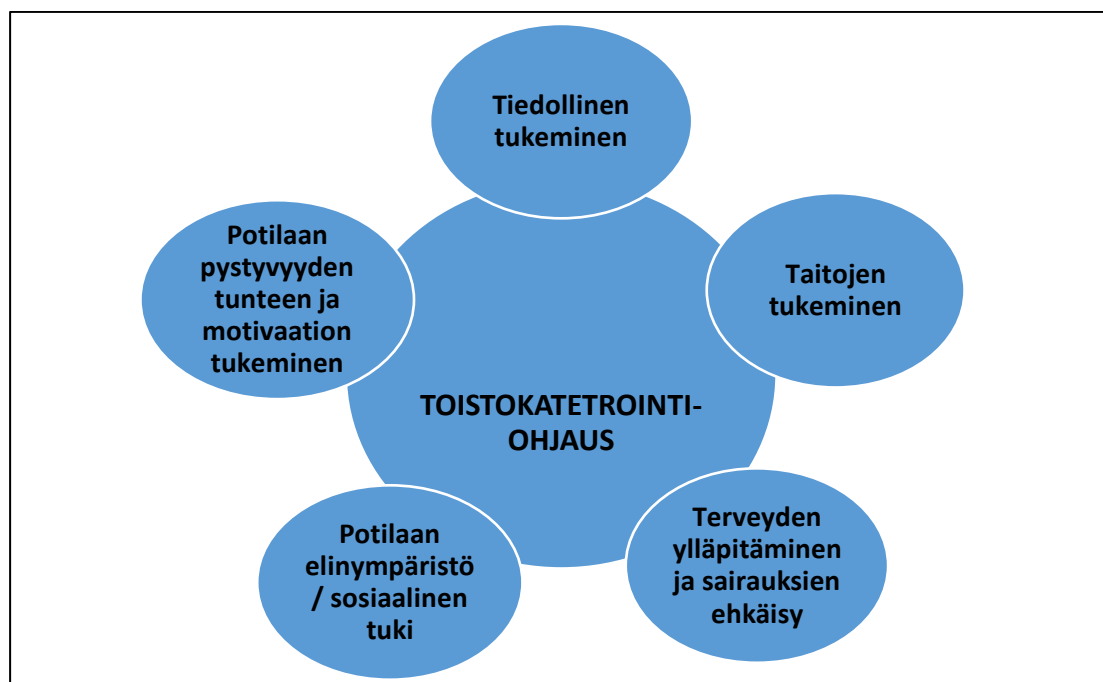 Tiedollinen
tukeminen
Potilaan
pystyvyyden
tunteen ja
motivaation
tukeminen
Taitojen
tukeminen
TOISTOKATETROINTI-
OHJAUS
Potilaan
elinympäristö
/ sosiaalinen
tuki
Terveyden
ylläpitäminen
ja sairauksien
ehkäisy